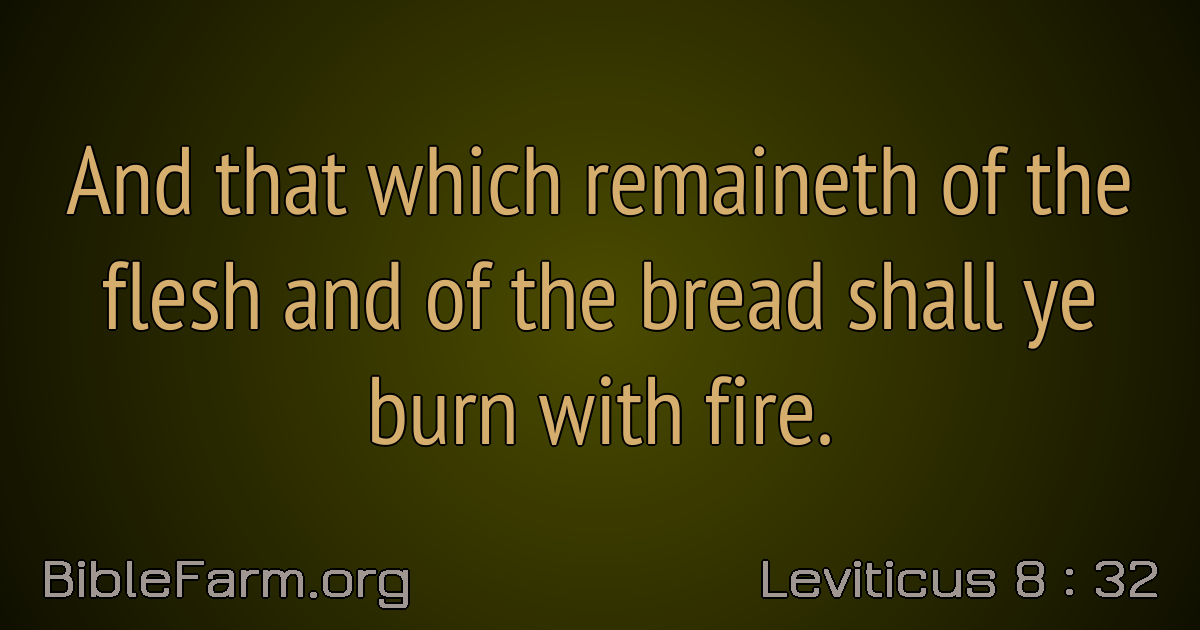 And that which remaineth of the
flesh and of the bread shall ye
burn with fire.
BibleFarm.org
Leviticus 8 : 32